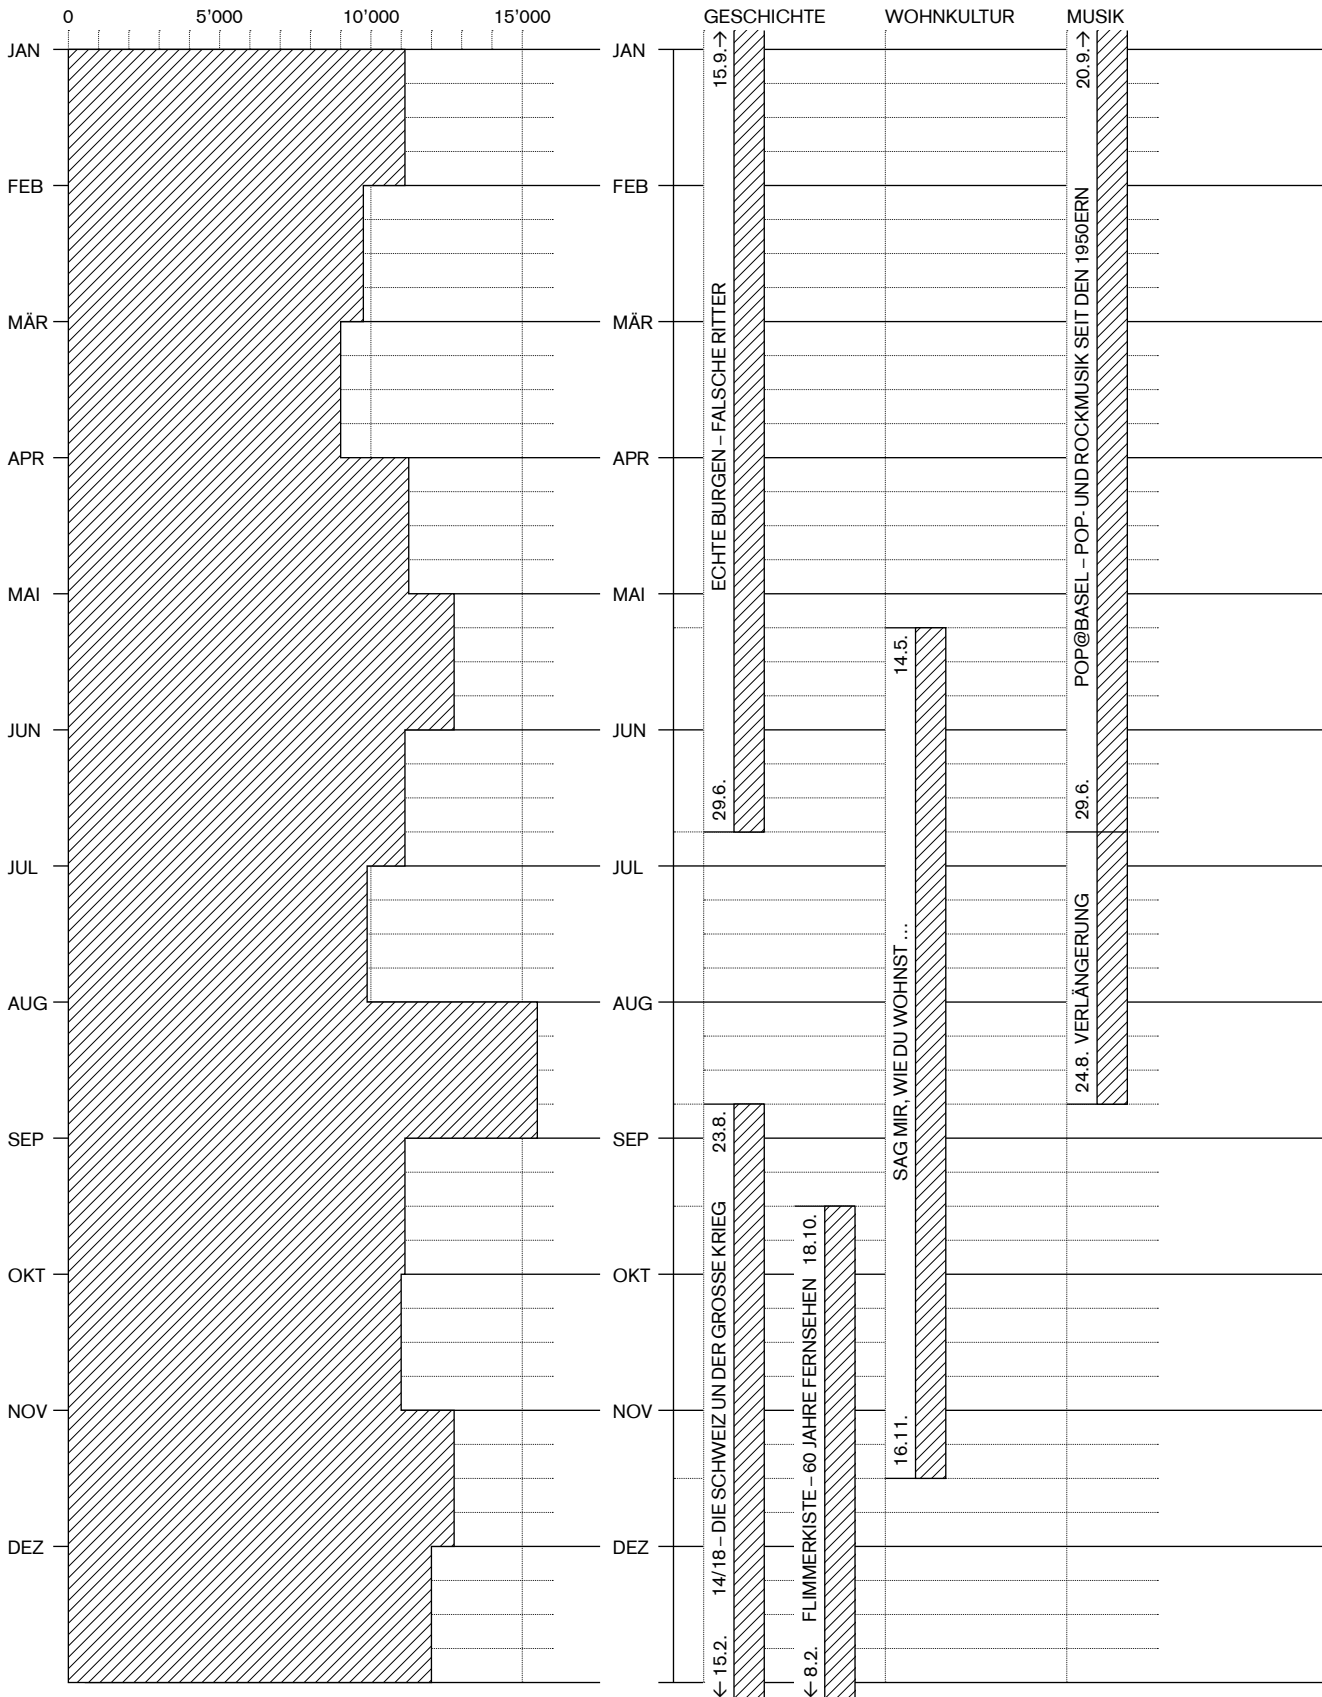 0 5’000 10’000 15’000
JAN
FEB
MÄR
APR
MAI
JUN
JUL
AUG
SEP
OKT
NOV
DEZ
GESCHICHTE WOHNKULTUR MUSIK
JAN
FEB
MÄR
APR
MAI
JUN
JUL
AUG
SEP
OKT
NOV
DEZ
29.6. ECHTE BURGEN – FALSCHE RITTER 15.9.→
←15.2. 14/18 – DIE SCHWEIZ UN DER GROSSE KRIEG 23.8.
←8.2. FLIMMERKISTE – 60 JAHRE FERNSEHEN 18.10.
16.11. SAG MIR, WIE DU WOHNST … 14.5.
24.8. VERLÄNGERUNG
29.6. POP@BASEL – POP- UND ROCKMUSIK SEIT DEN 1950ERN 20.9.→